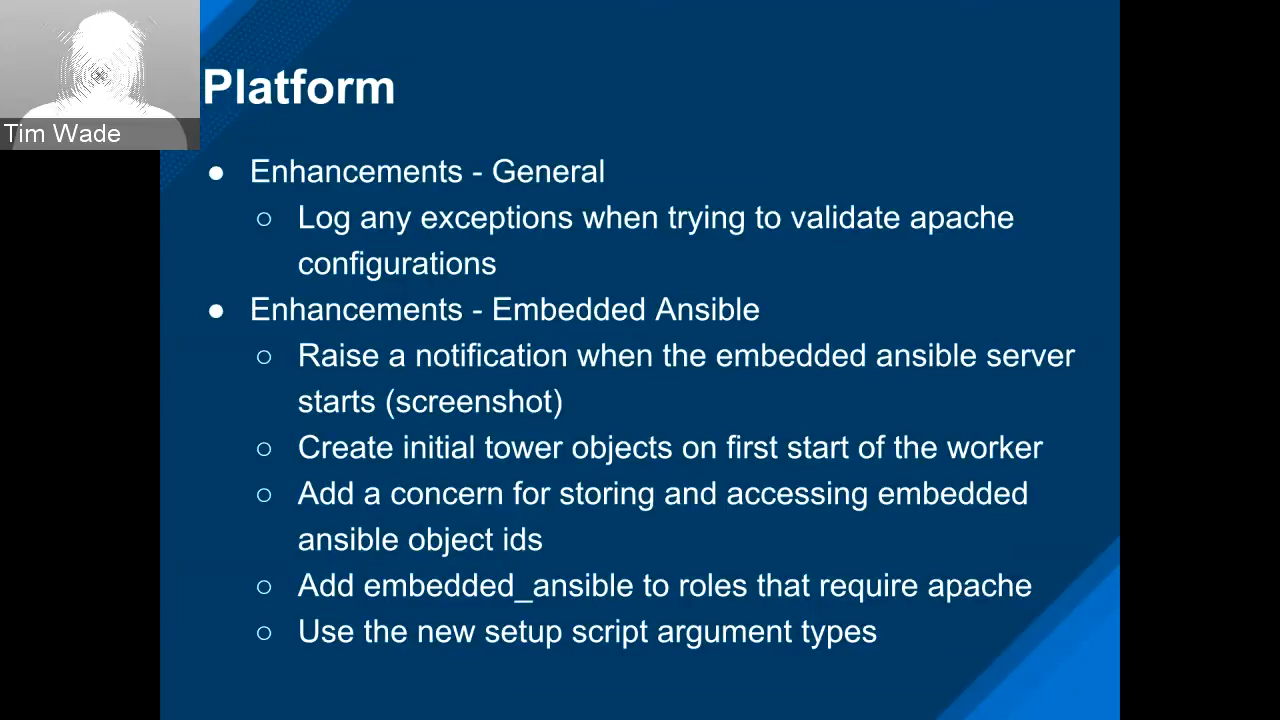 Platform
Tim Wade
● Enhancements - General
○ Log any exceptions when trying to validate apache
configurations
● Enhancements - Embedded Ansible
○ Raise a notification when the embedded ansible server
starts (screenshot)
○ Create initial tower objects on first start of the worker
○ Add a concern for storing and accessing embedded
ansible object ids
○ Add embedded_ansible to roles that require apache
○ Use the new setup script argument types